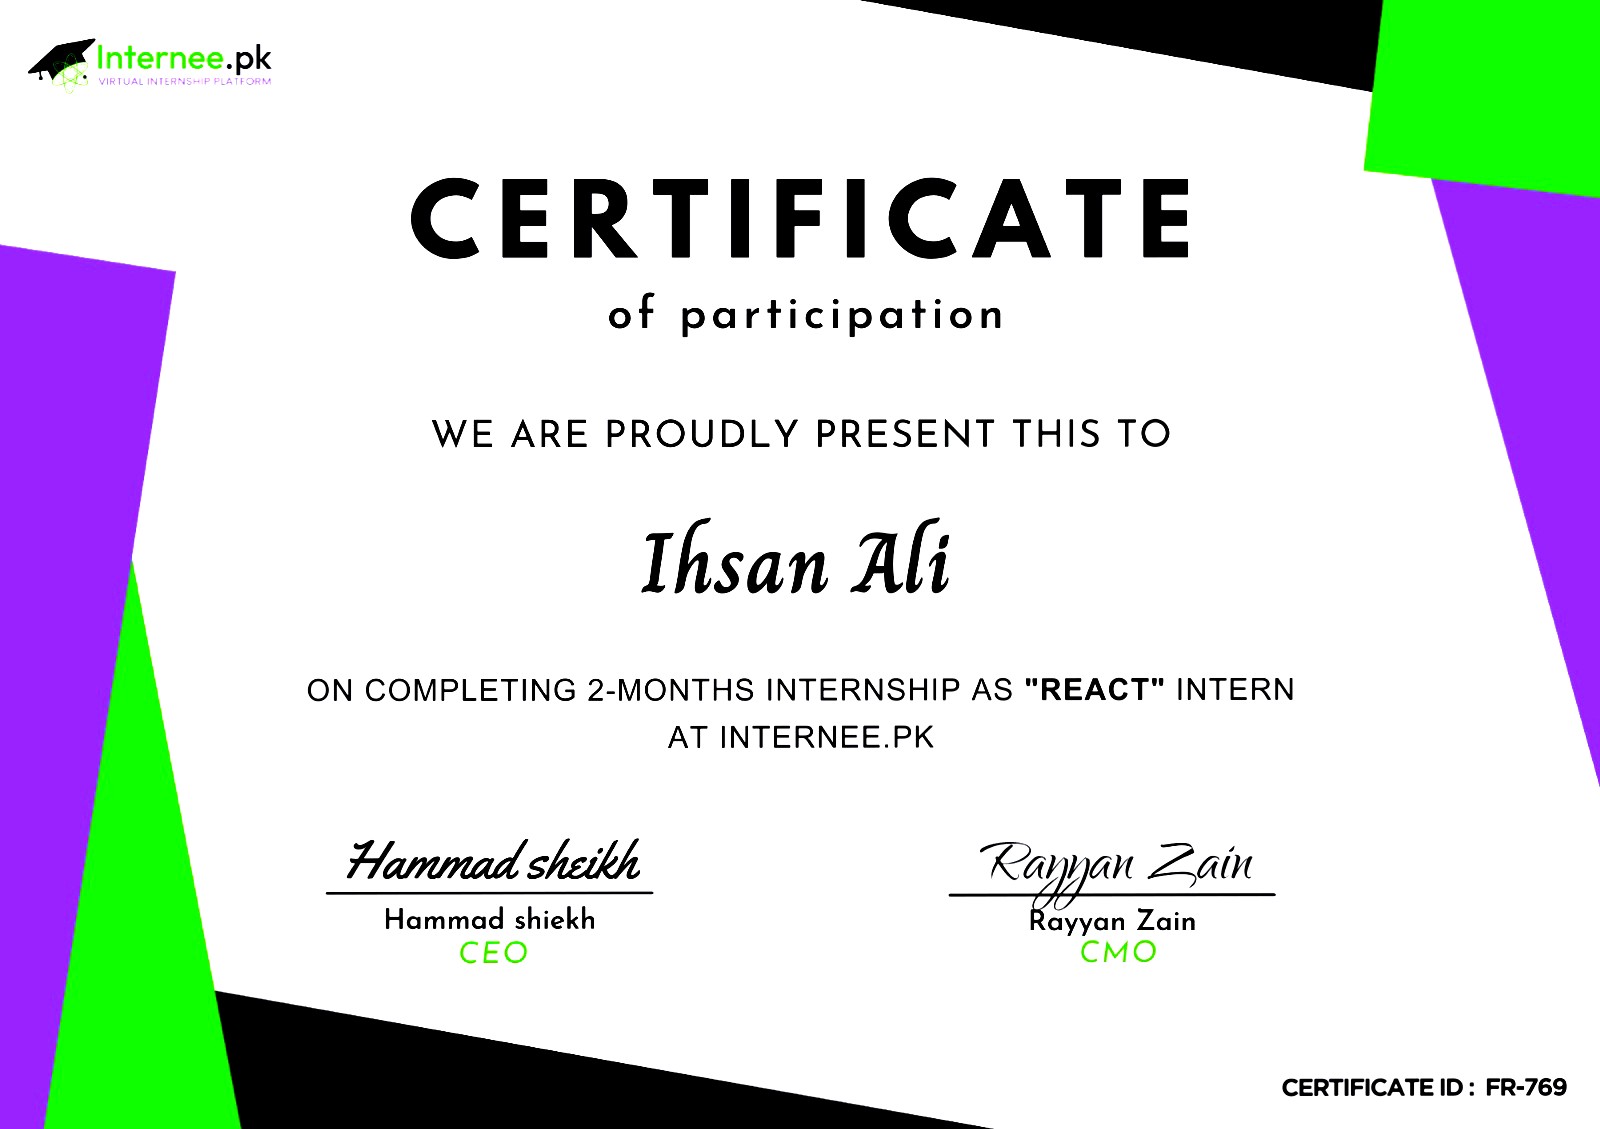 Internee.pk
VIRTUAL INTERNSHIP PLATFORM
CERTIFICATE
of participation
WE ARE PROUDLY PRESENT THIS TO
Ihsan Ali
ON COMPLETING 2-MONTHS INTERNSHIP AS "REACT" INTERN
AT INTERNEE.PK
Hammad sheikh
Hammad shiekh
CEO
Rayyan Zain
Rayyan Zain
CMO
CERTIFICATE ID : FR-769